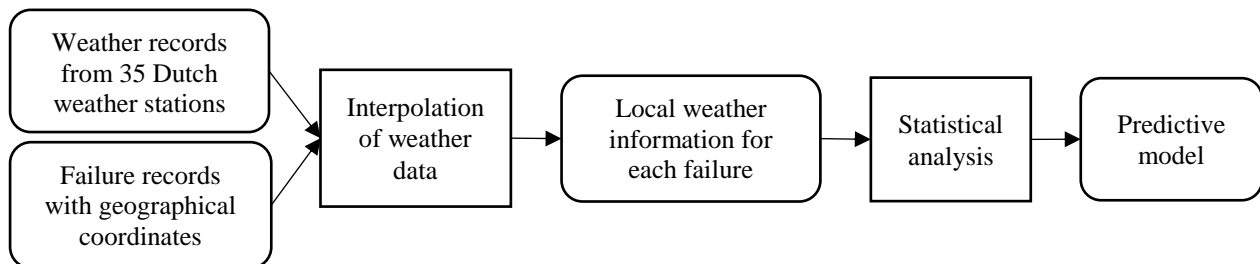 Weather records
from 35 Dutch
weather stations
Failure records
with geographical
coordinates
Interpolation
of weather
data
Local weather
information for
each failure
Statistical
analysis
Predictive
model